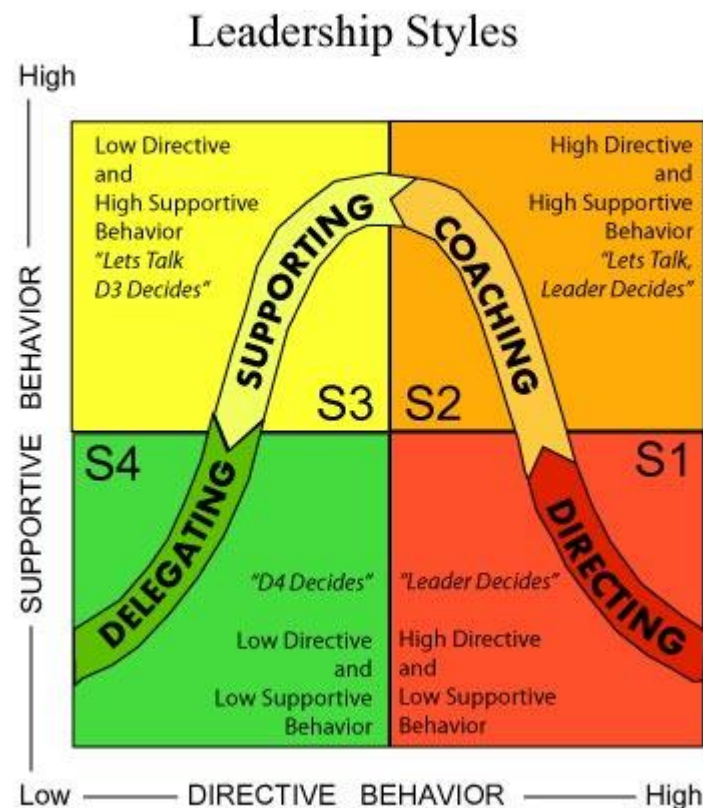 Leadership Styles
High
Low Directive
and
High Supportive
Behavior
"Lets Talk
D3 Decides"
High Directive
and
High Supportive
Behavior
"Lets Talk,
Leader Decides"
SUPPORTING
COACHING
S3
S2
S4
S1
DELEGATING
DIRECTING
"D4 Decides"
Low Directive
and
Low Supportive
Behavior
"Leader Decides"
High Directive
and
Low Supportive
Behavior
SUPPORTIVE BEHAVIOR
Low
DIRECTIVE BEHAVIOR
High